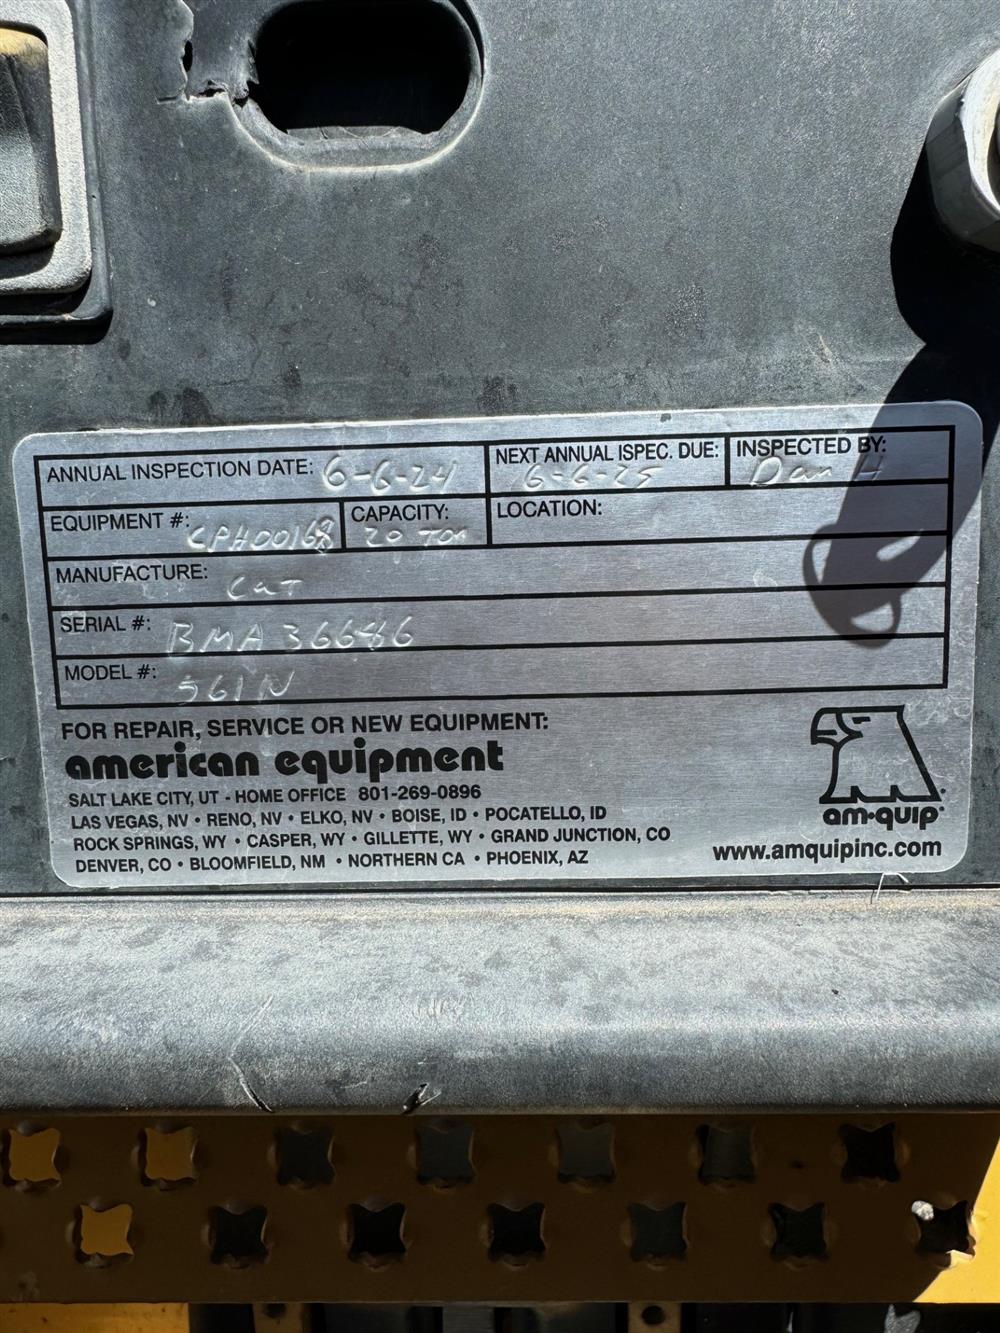 ANNUAL INSPECTION DATE: 6-6-24
NEXT ANNUAL ISPEC. DUE: 6-6-25
INSPECTED BY: Dan H
EQUIPMENT #: CPH00168
CAPACITY: 20 Ton
LOCATION:
MANUFACTURE: Cat
SERIAL #: BMA36686
MODEL #: 561N
FOR REPAIR, SERVICE OR NEW EQUIPMENT:
american equipment
SALT LAKE CITY, UT - HOME OFFICE 801-269-0896
LAS VEGAS, NV • RENO, NV • ELKO, NV • BOISE, ID • POCATELLO, ID
ROCK SPRINGS, WY • CASPER, WY • GILLETTE, WY • GRAND JUNCTION, CO
DENVER, CO • BLOOMFIELD, NM • NORTHERN CA • PHOENIX, AZ
am-quip®
www.amquipinc.com